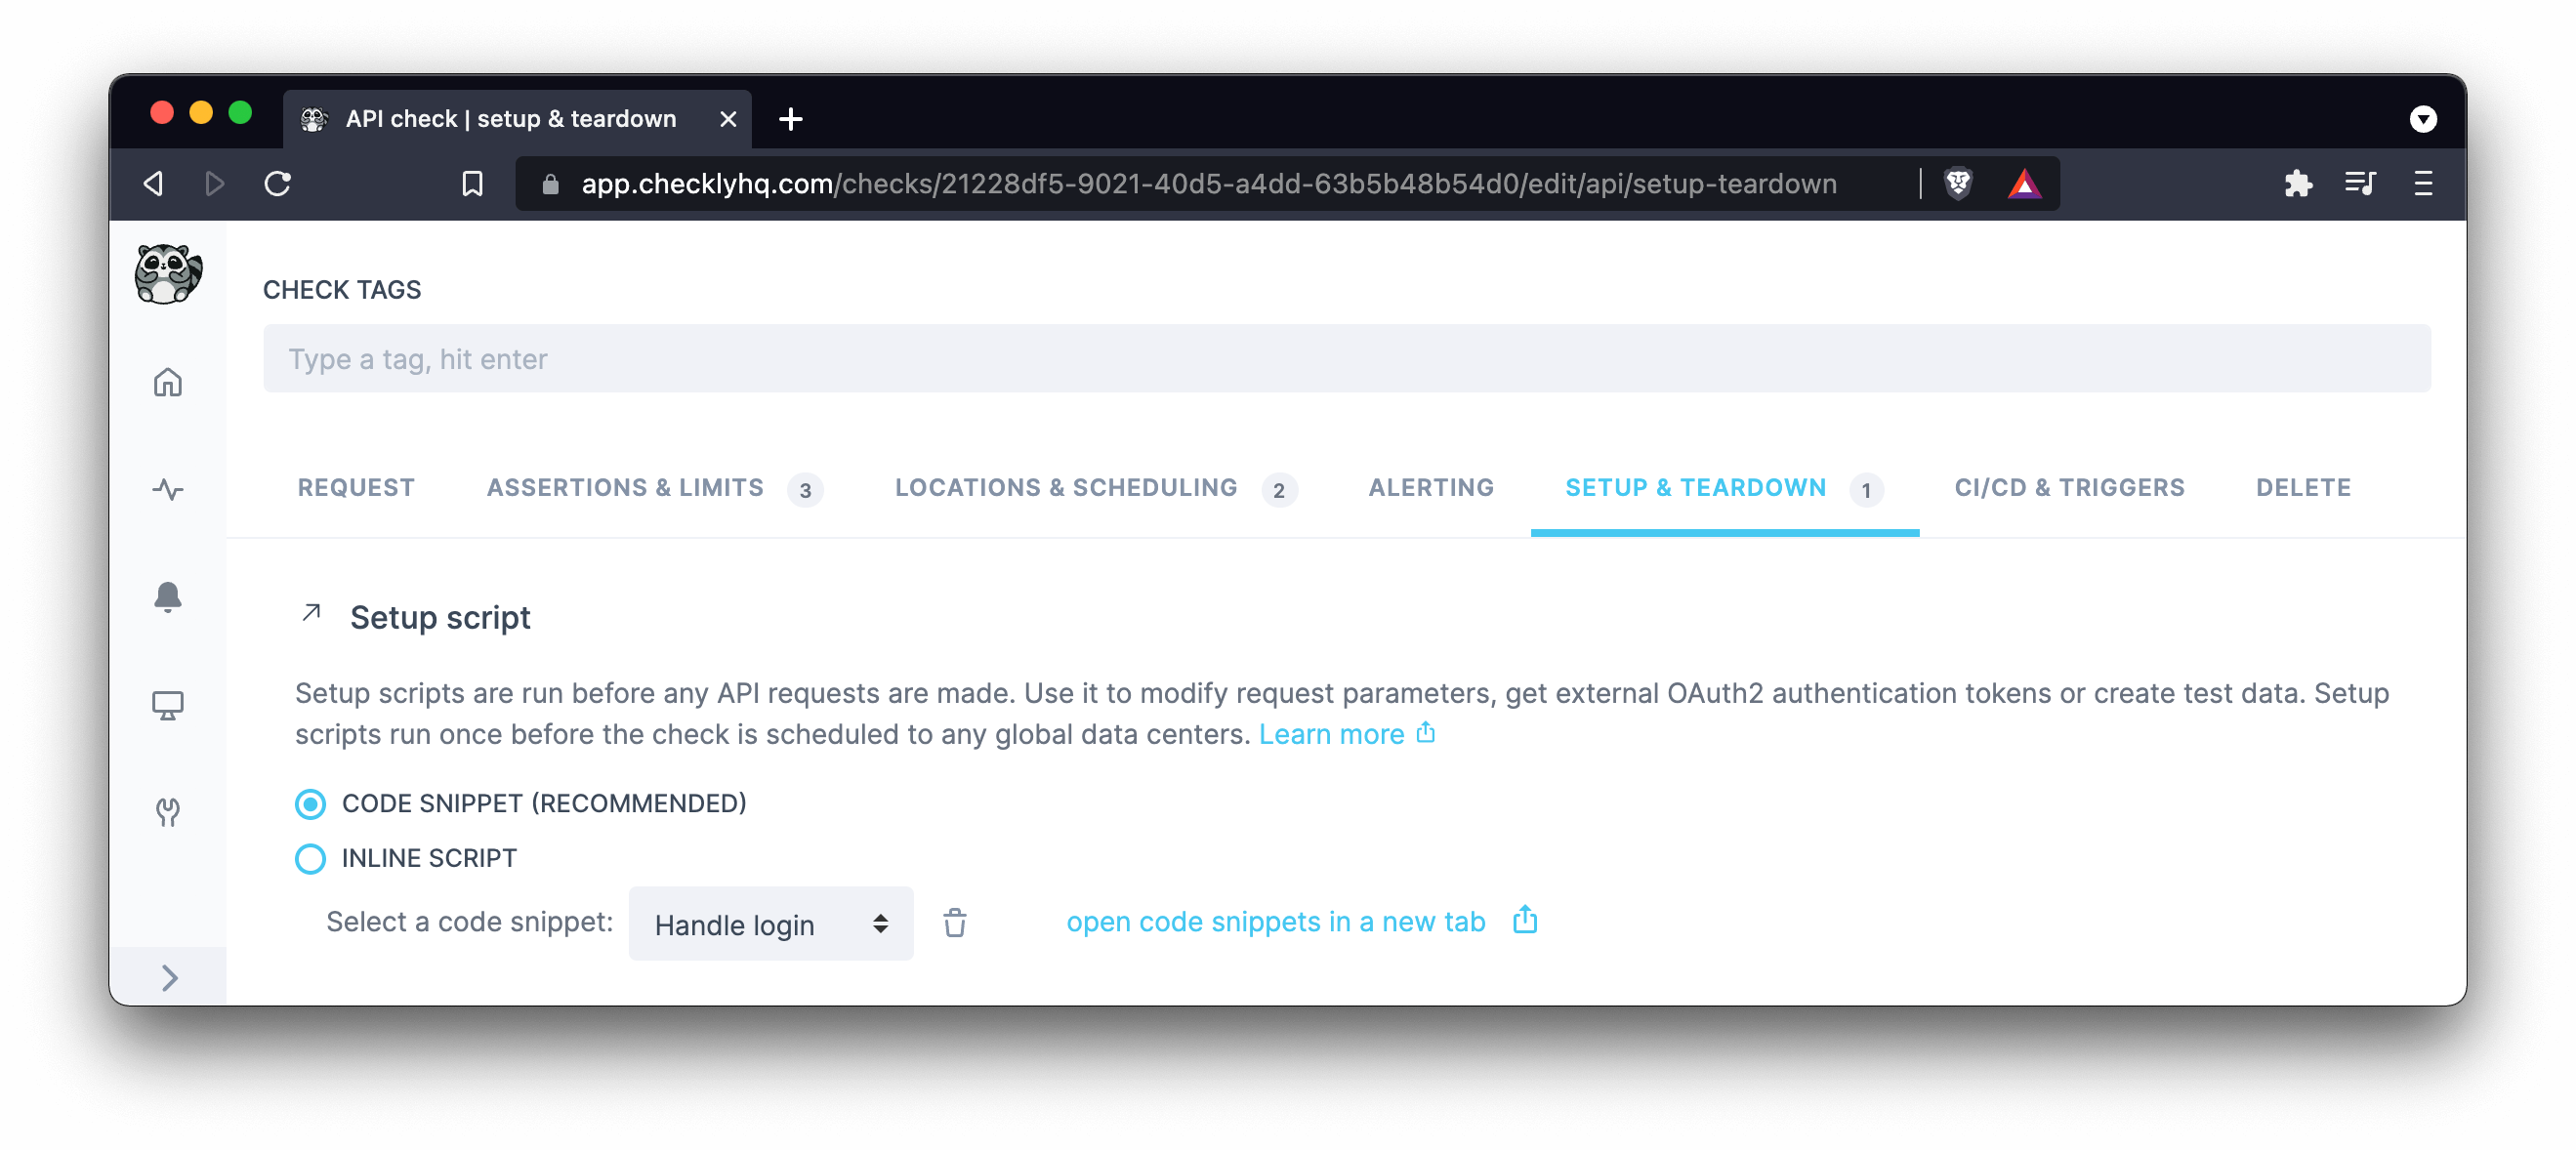 API check | setup & teardown
app.checklyhq.com/checks/21228df5-9021-40d5-a4dd-63b5b48b54d0/edit/api/setup-teardown
CHECK TAGS
Type a tag, hit enter
REQUEST ASSERTIONS & LIMITS 3 LOCATIONS & SCHEDULING 2 ALERTING SETUP & TEARDOWN 1 CI/CD & TRIGGERS DELETE
Setup script
Setup scripts are run before any API requests are made. Use it to modify request parameters, get external OAuth2 authentication tokens or create test data. Setup
scripts run once before the check is scheduled to any global data centers. Learn more
CODE SNIPPET (RECOMMENDED)
INLINE SCRIPT
Select a code snippet: Handle login open code snippets in a new tab